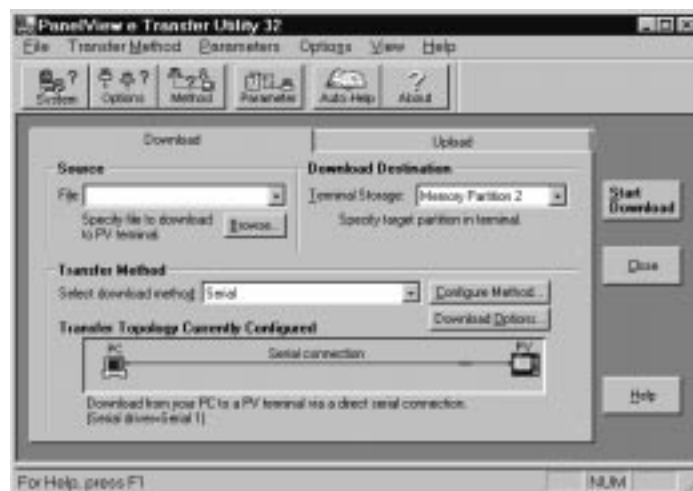 PanelView e Transfer Utility 32
File Transfer Method Parameters Options View Help
System Options Method Parameter Auto-Help About
Download Upload
Source Download Destination
File: Terminal Storage: Memory Partition 2
Specify file to download
to PV terminal. Browse... Specify target partition in terminal.
Start
Download
Close
Transfer Method
Select download method: Serial Configure Method...
Download Options...
Transfer Topology Currently Configured
PC Serial connection PV
Download from your PC to a PV terminal via a direct serial connection.
(Serial driver=Serial 1)
Help
For Help, press F1 NUM